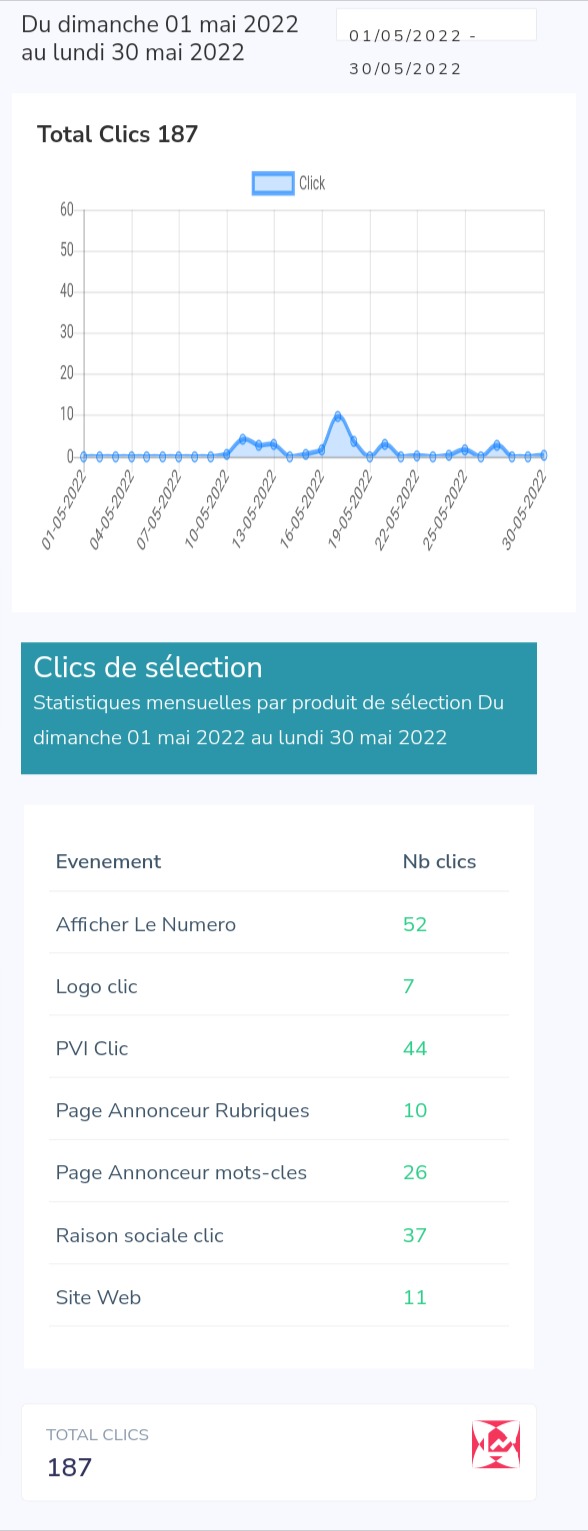 Du dimanche 01 mai 2022
au lundi 30 mai 2022
01/05/2022 -
30/05/2022
Total Clics 187
Click
60
50
40
30
20
10
0
01-05-2022
04-05-2022
07-05-2022
10-05-2022
13-05-2022
16-05-2022
19-05-2022
22-05-2022
25-05-2022
30-05-2022
Clics de sélection
Statistiques mensuelles par produit de sélection Du
dimanche 01 mai 2022 au lundi 30 mai 2022
Evenement Nb clics
Afficher Le Numero 52
Logo clic 7
PVI Clic 44
Page Annonceur Rubriques 10
Page Annonceur mots-cles 26
Raison sociale clic 37
Site Web 11
TOTAL CLICS
187